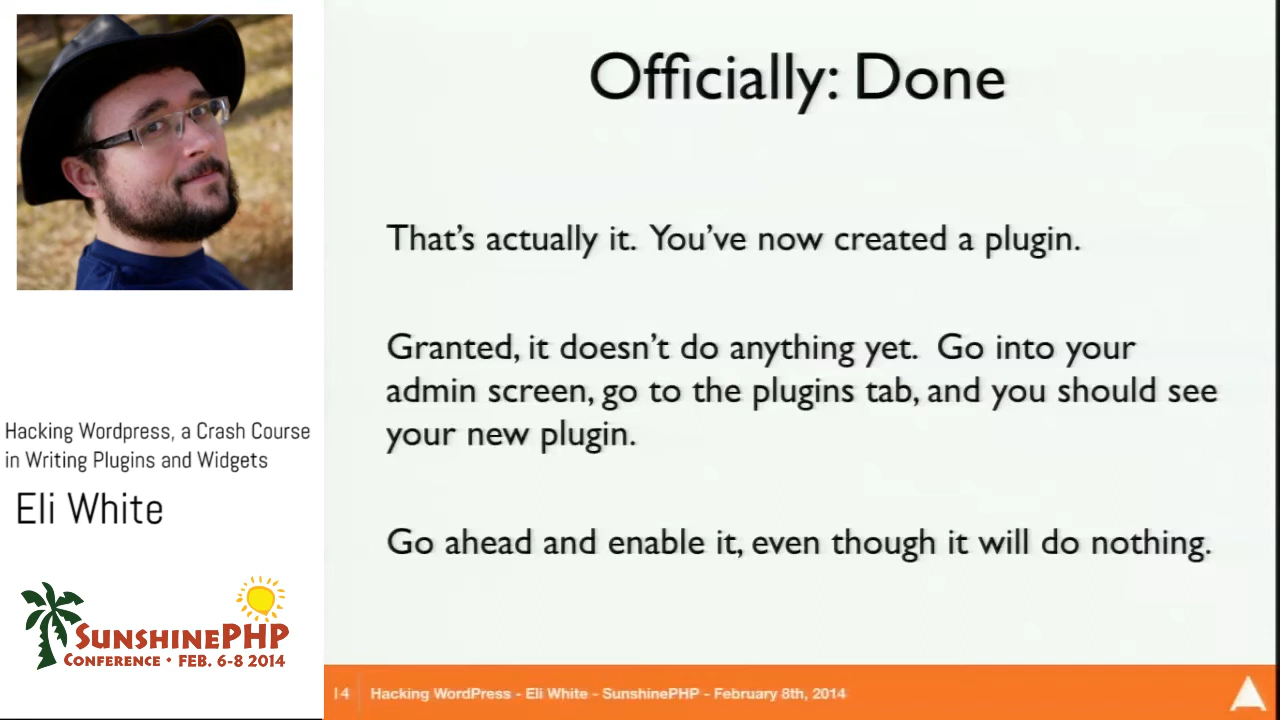 Officially: Done
That's actually it. You've now created a plugin.
Granted, it doesn't do anything yet. Go into your
admin screen, go to the plugins tab, and you should see
your new plugin.
Go ahead and enable it, even though it will do nothing.
Hacking Wordpress, a Crash Course
in Writing Plugins and Widgets
Eli White
SUNSHINEPHP
CONFERENCE • FEB. 6-8 2014
14 Hacking WordPress - Eli White - SunshinePHP - February 8th, 2014